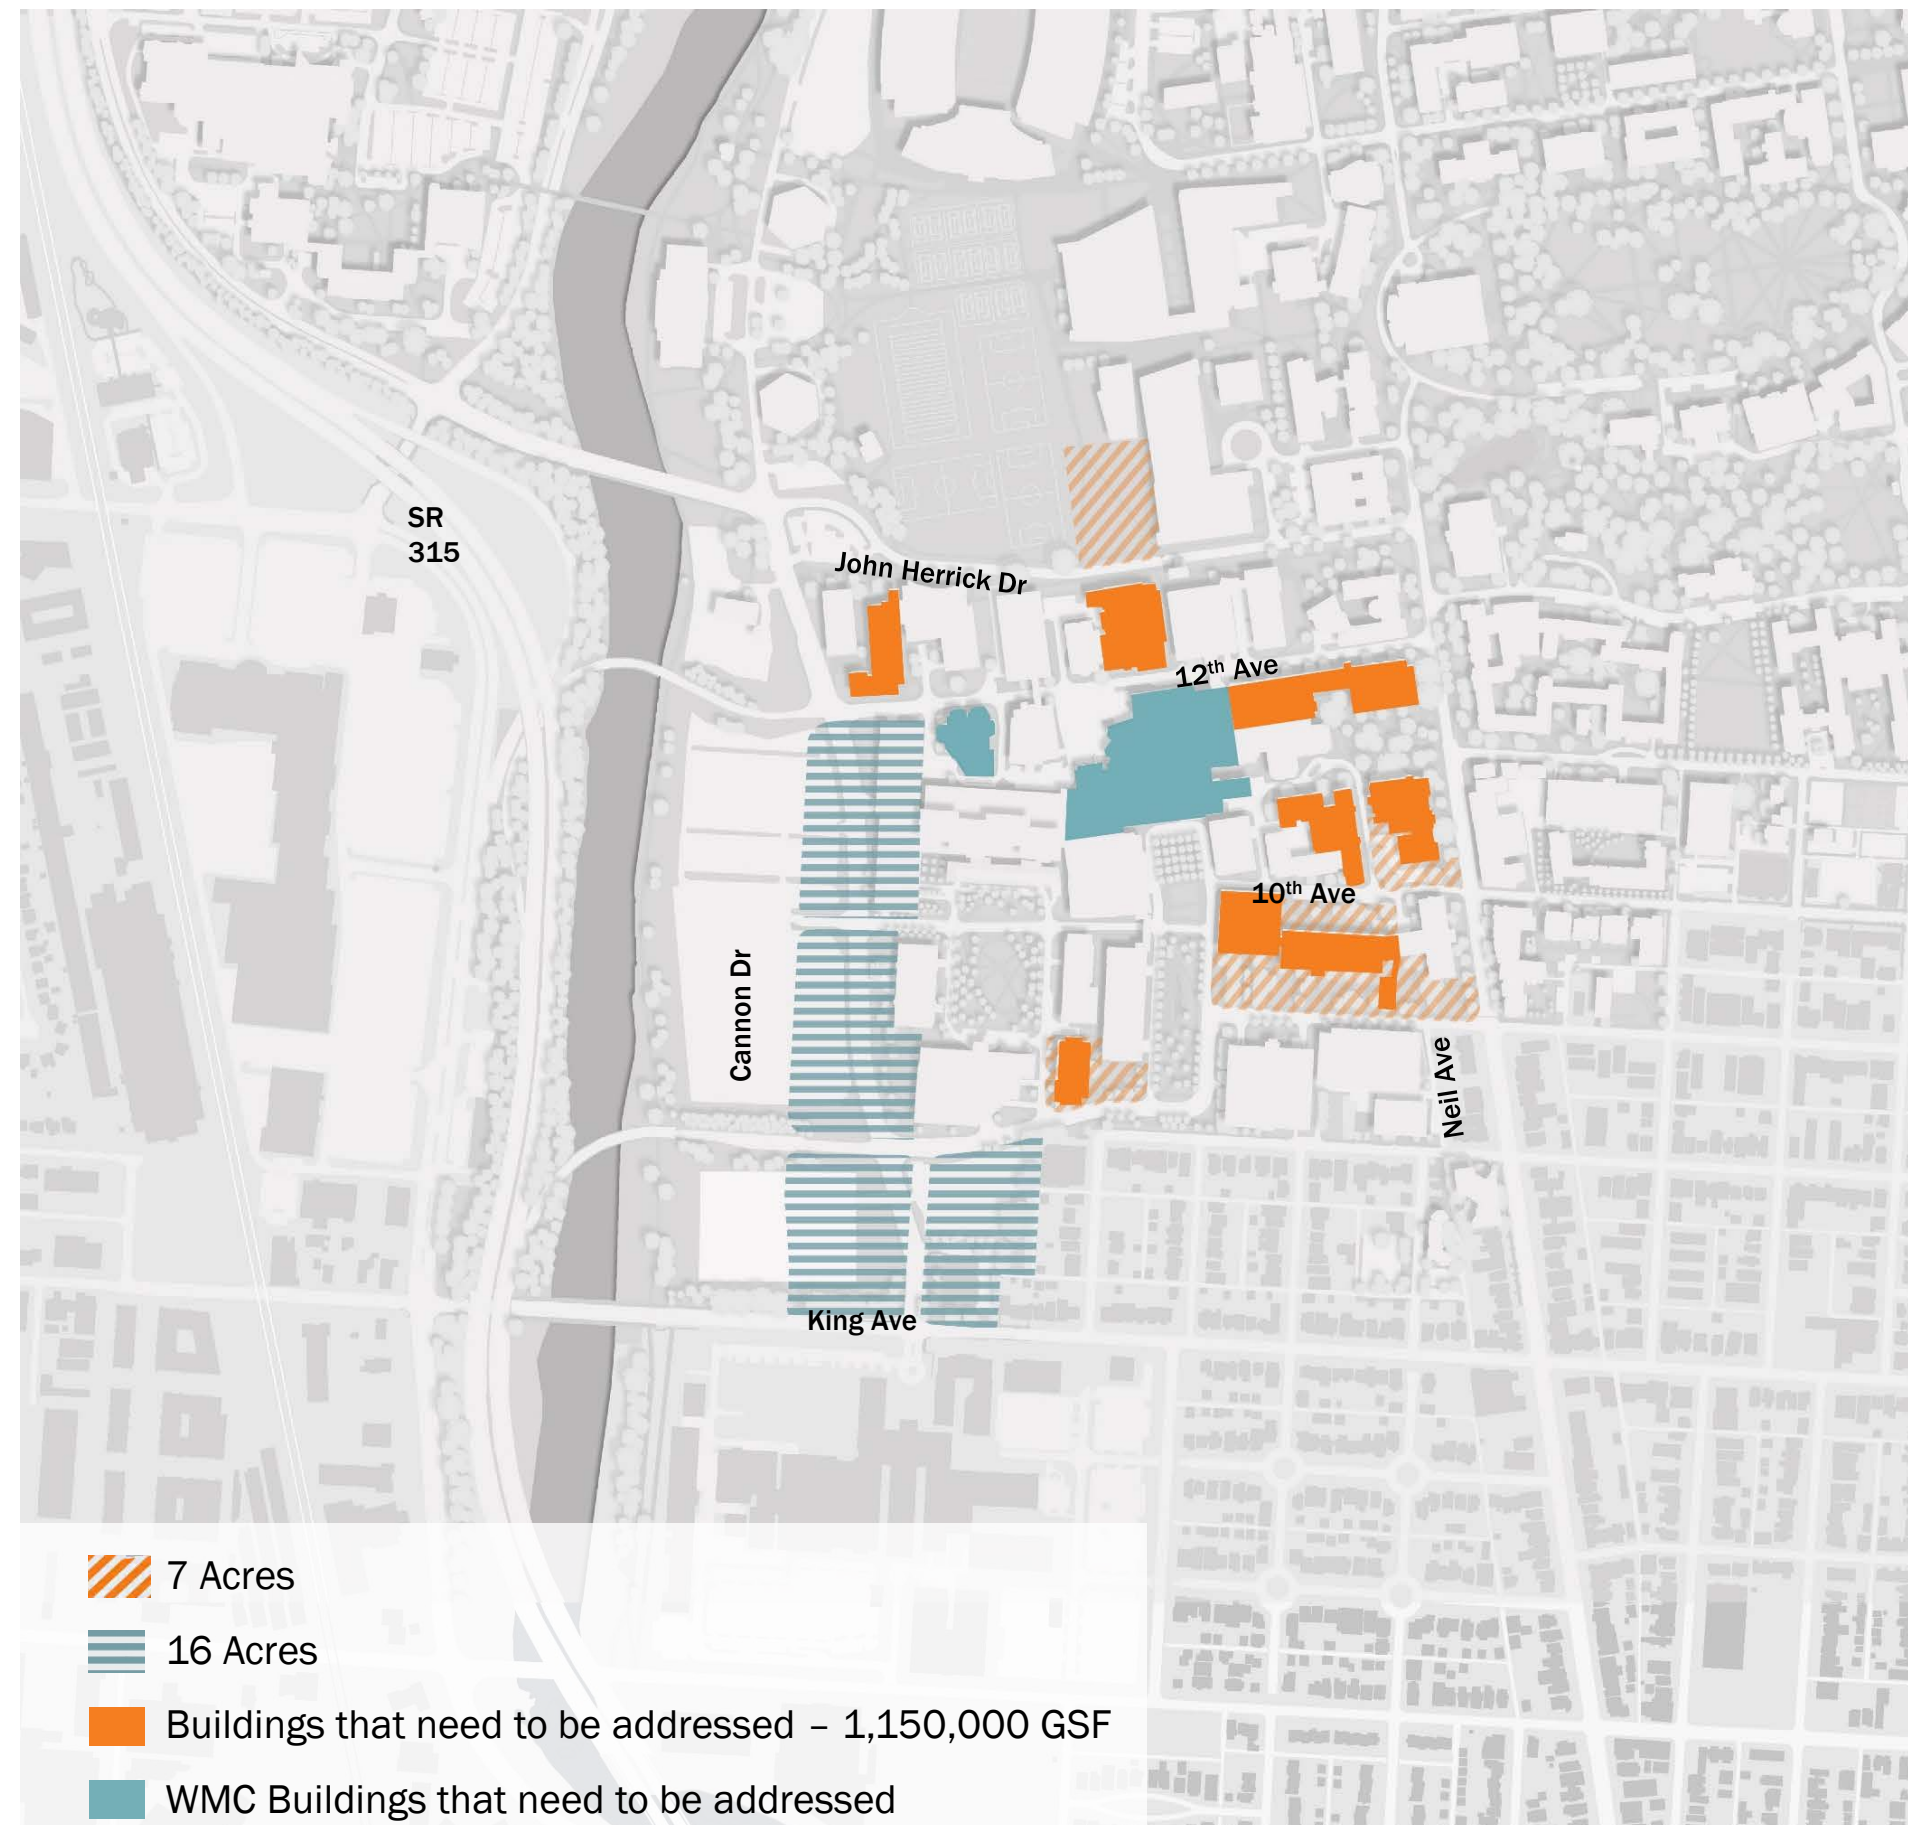 SR
315
John Herrick Dr
12th Ave
10th Ave
Cannon Dr
Neil Ave
King Ave
7 Acres
16 Acres
Buildings that need to be addressed – 1,150,000 GSF
WMC Buildings that need to be addressed